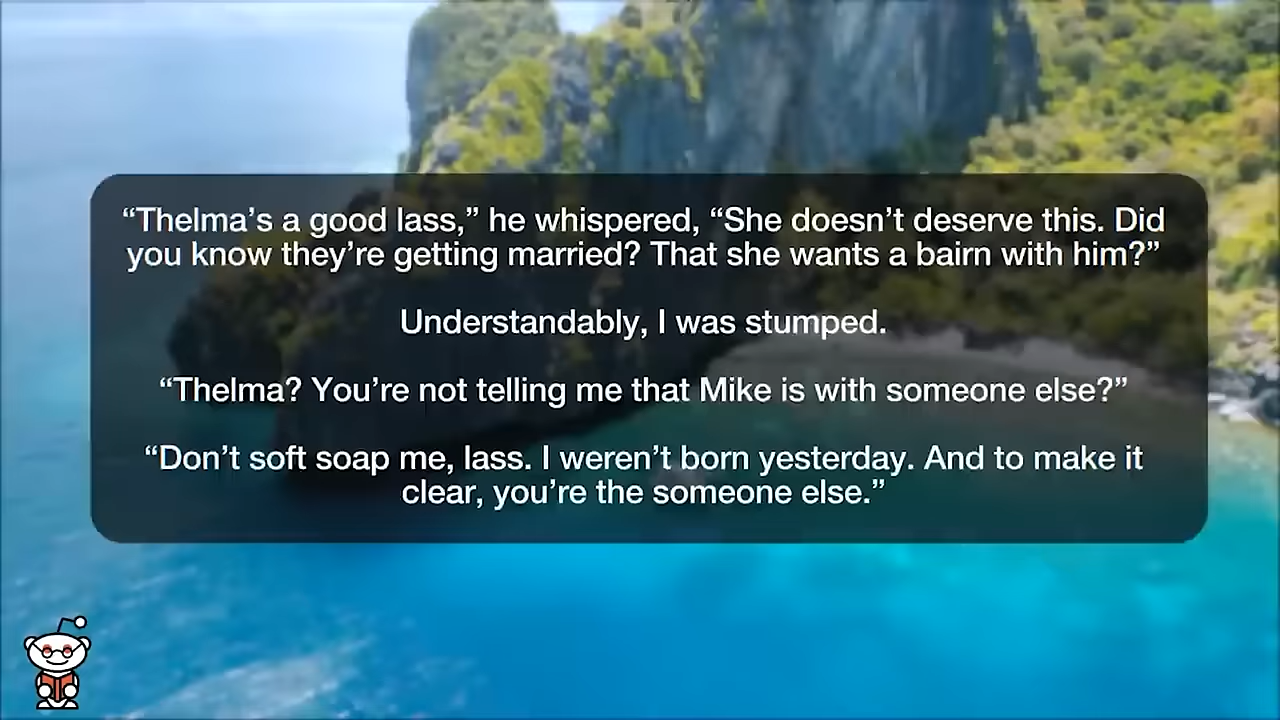 “Thelma’s a good lass,” he whispered, “She doesn’t deserve this. Did
you know they’re getting married? That she wants a bairn with him?”
Understandably, I was stumped.
“Thelma? You’re not telling me that Mike is with someone else?”
“Don’t soft soap me, lass. I weren’t born yesterday. And to make it
clear, you’re the someone else.”